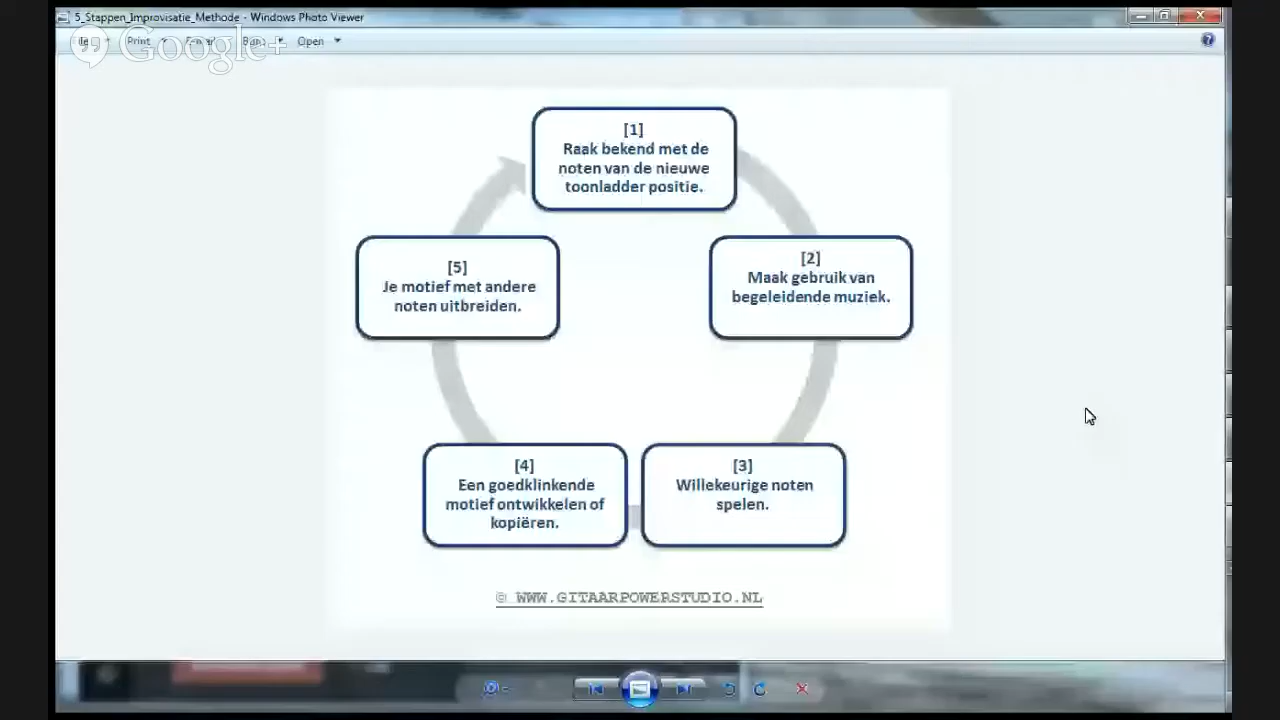 5_Stappen_Improvisatie_Methode - Windows Photo Viewer
Print
Open
Google+
[1]
Raak bekend met de
noten van de nieuwe
toonladder positie.
[2]
Maak gebruik van
begeleidende muziek.
[3]
Willekeurige noten
spelen.
[4]
Een goedklinkende
motief ontwikkelen of
kopiëren.
[5]
Je motief met andere
noten uitbreiden.
© WWW.GITAARPOWERSTUDIO.NL